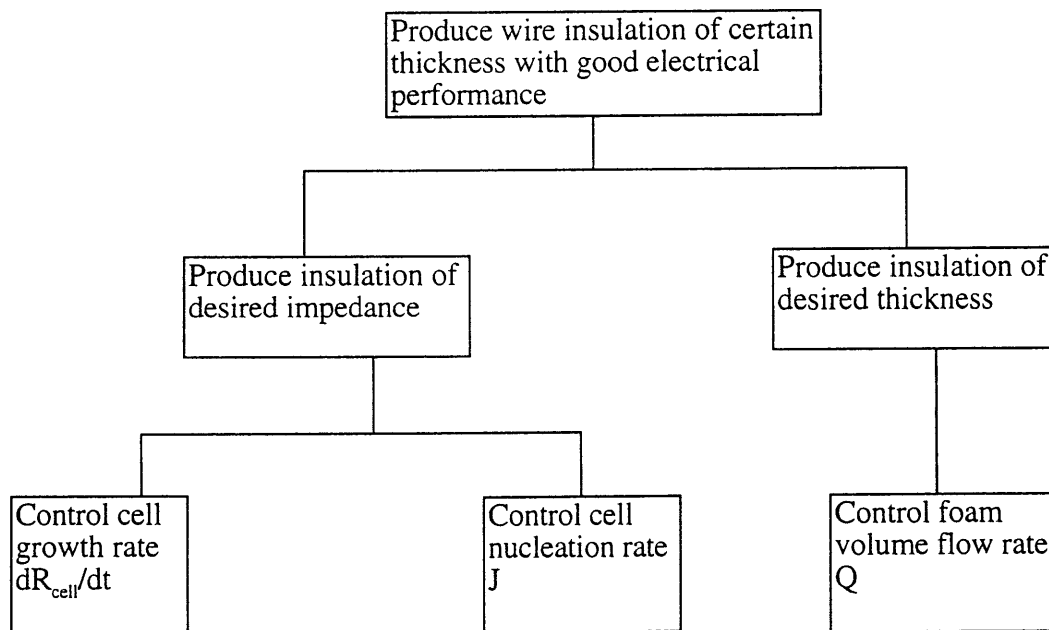 Produce wire insulation of certain
thickness with good electrical
performance
Produce insulation of
desired impedance
Produce insulation of
desired thickness
Control cell
growth rate
dR_cell/dt
Control cell
nucleation rate
J
Control foam
volume flow rate
Q